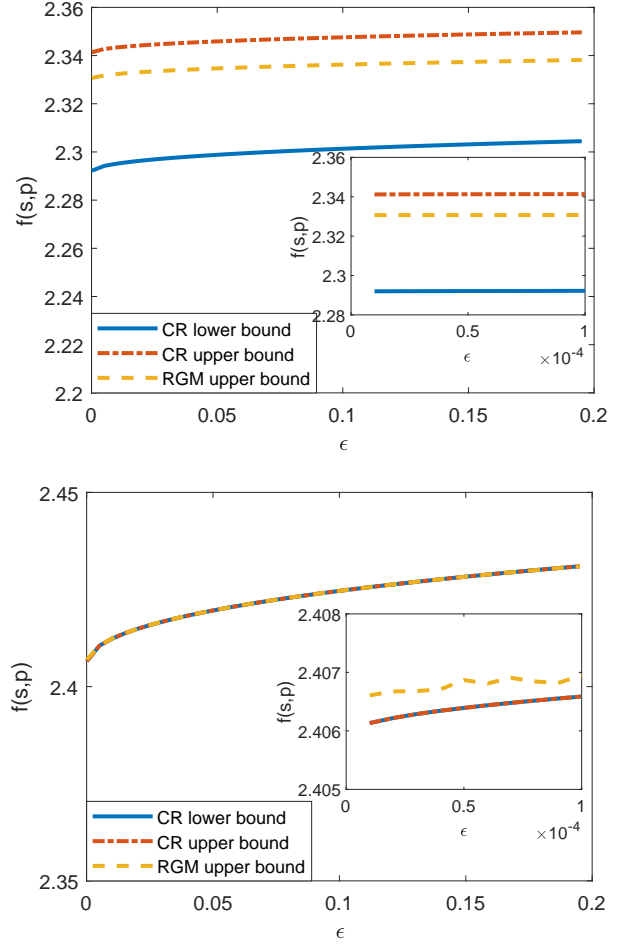 2.36
2.34
2.32
2.3
2.28
2.26
2.24
2.22
2.2
f(s,p)
0
0.05
0.1
0.15
0.2
ϵ
2.36
2.34
2.3
2.28
f(s,p)
0
0.5
1
ϵ
×10-4
CR lower bound
CR upper bound
RGM upper bound
2.45
2.4
2.35
f(s,p)
0
0.05
0.1
0.15
0.2
ϵ
2.408
2.407
2.406
2.405
f(s,p)
0
0.5
1
ϵ
×10-4
CR lower bound
CR upper bound
RGM upper bound